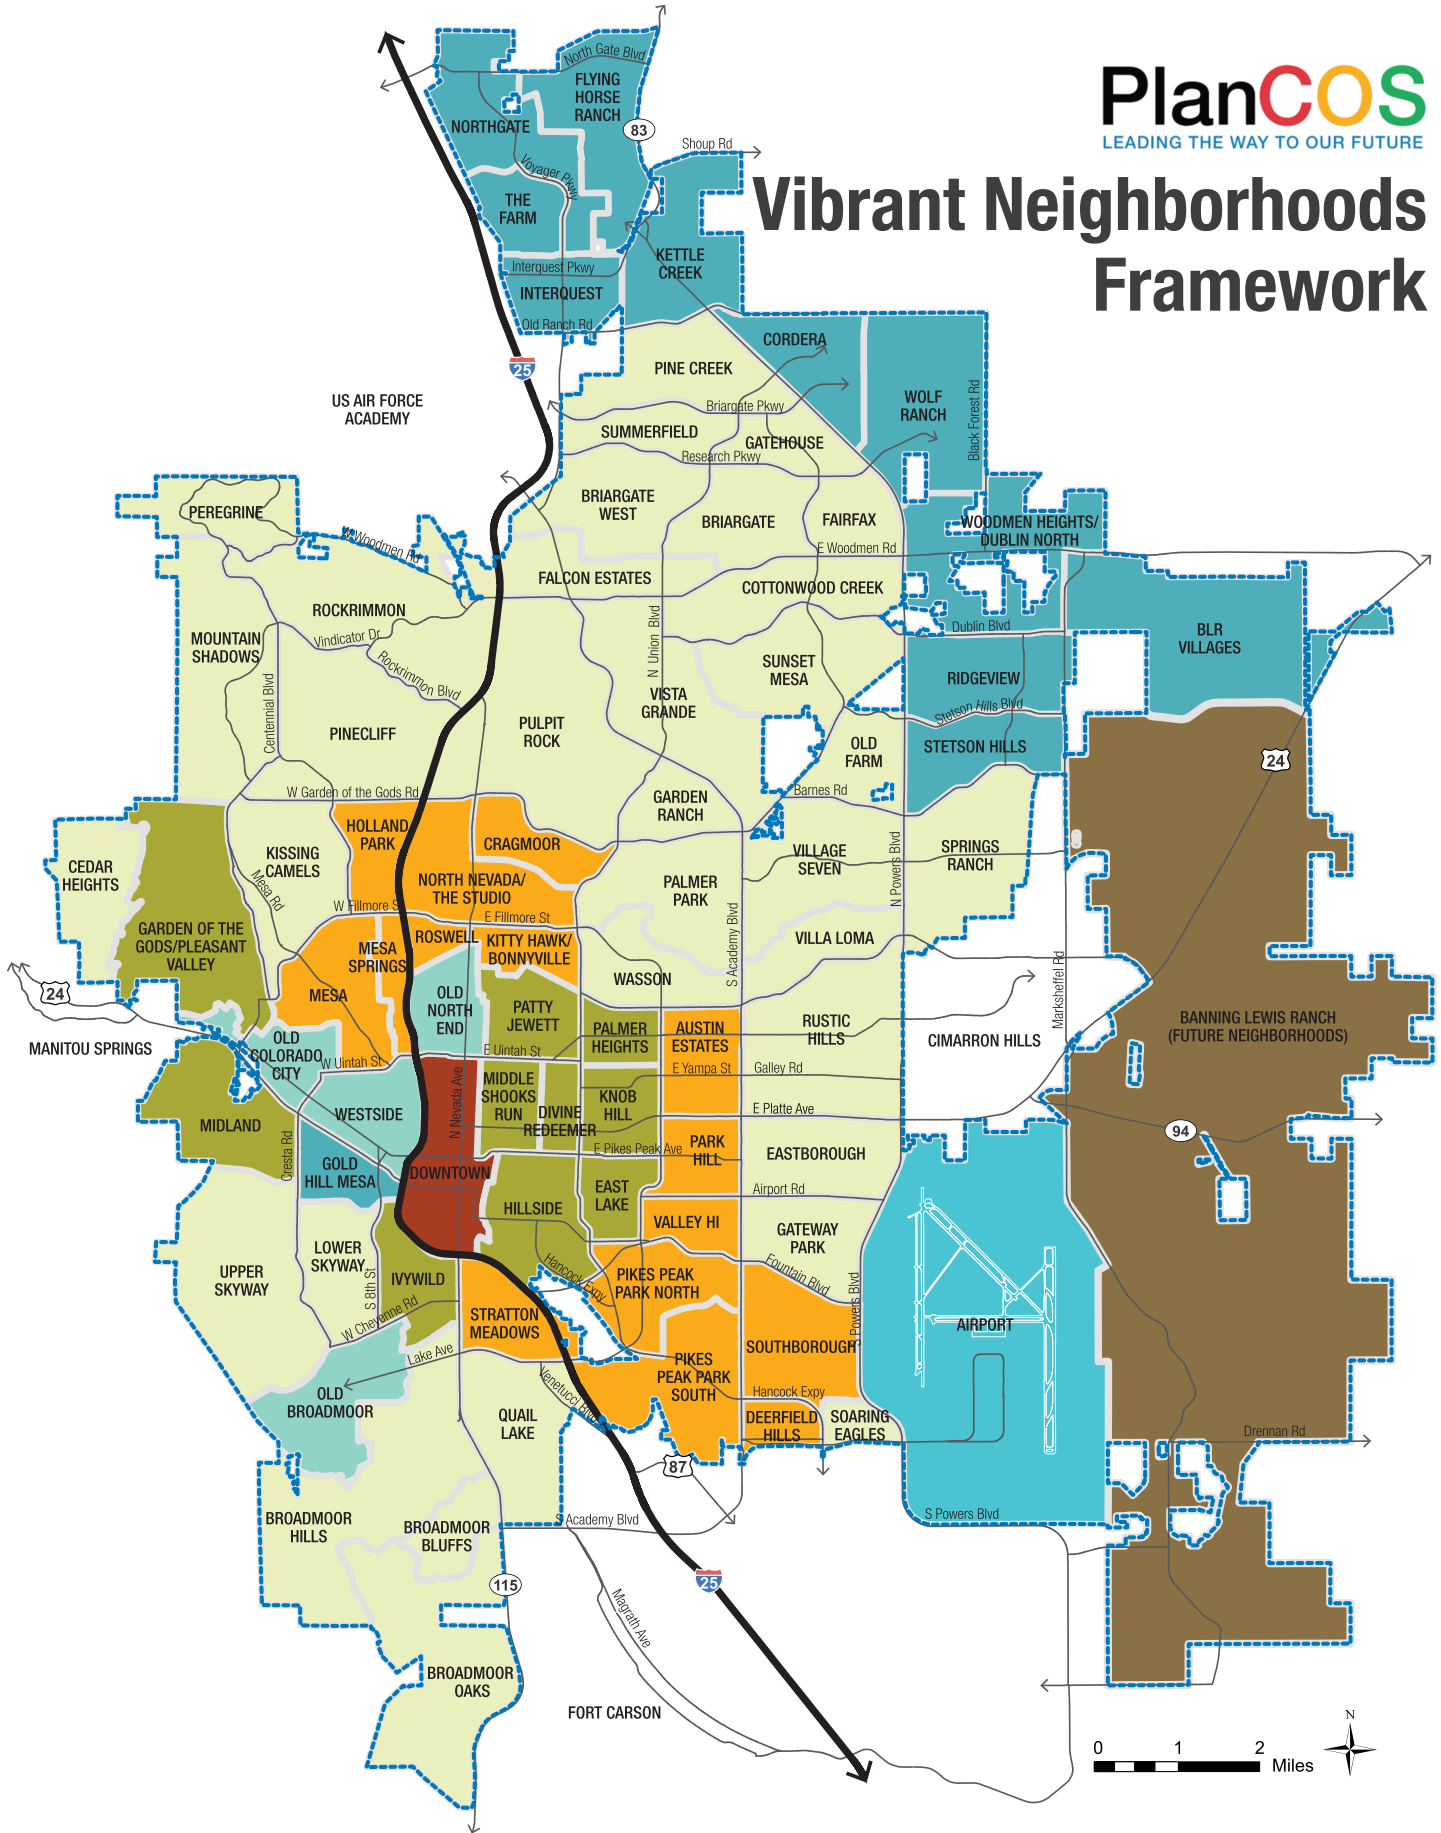 PlanCOS
LEADING THE WAY TO OUR FUTURE
Vibrant Neighborhoods
Framework
North Gate Blvd
FLYING
HORSE
RANCH
NORTHGATE
83
Shoup Rd
Voyager Pkwy
THE
FARM
KETTLE
CREEK
Interquest Pkwy
INTERQUEST
Old Ranch Rd
CORDERA
25
PINE CREEK
US AIR FORCE
ACADEMY
WOLF
RANCH
Black Forest Rd
Briargate Pkwy
SUMMERFIELD
GATEHOUSE
Research Pkwy
BRIARGATE
WEST
BRIARGATE
FAIRFAX
PEREGRINE
W Woodmen Rd
WOODMEN HEIGHTS/
DUBLIN NORTH
E Woodmen Rd
FALCON ESTATES
COTTONWOOD CREEK
ROCKRIMMON
Vindicator Dr
MOUNTAIN
SHADOWS
Rockrimmon Blvd
N Union Blvd
Dublin Blvd
BLR
VILLAGES
SUNSET
MESA
RIDGEVIEW
VISTA
GRANDE
Stetson Hills Blvd
Centennial Blvd
PINECLIFF
PULPIT
ROCK
OLD
FARM
STETSON HILLS
24
W Garden of the Gods Rd
GARDEN
RANCH
Barnes Rd
HOLLAND
PARK
CRAGMOOR
CEDAR
HEIGHTS
KISSING
CAMELS
Mesa Rd
VILLAGE
SEVEN
N Powers Blvd
SPRINGS
RANCH
NORTH NEVADA/
THE STUDIO
PALMER
PARK
W Fillmore St
E Fillmore St
GARDEN OF THE
GODS/PLEASANT
VALLEY
ROSWELL
KITTY HAWK/
BONNYVILLE
MESA
SPRINGS
S Academy Blvd
VILLA LOMA
WASSON
MESA
24
OLD
NORTH
END
PATTY
JEWETT
PALMER
HEIGHTS
AUSTIN
ESTATES
RUSTIC
HILLS
Marksheffel Rd
CIMARRON HILLS
BANNING LEWIS RANCH
(FUTURE NEIGHBORHOODS)
MANITOU SPRINGS
OLD
COLORADO
CITY
W Uintah St
E Uintah St
E Yampa St
Galley Rd
MIDDLE
SHOOKS
RUN
DIVINE
REDEEMER
KNOB
HILL
N Nevada Ave
WESTSIDE
E Platte Ave
MIDLAND
94
Cresta Rd
E Pikes Peak Ave
PARK
HILL
EASTBOROUGH
GOLD
HILL MESA
DOWNTOWN
EAST
LAKE
Airport Rd
HILLSIDE
VALLEY HI
GATEWAY
PARK
LOWER
SKYWAY
UPPER
SKYWAY
S 8th St
IVYWILD
Hancock Expy
PIKES PEAK
PARK NORTH
Fountain Blvd
S Powers Blvd
W Cheyenne Rd
STRATTON
MEADOWS
AIRPORT
SOUTHBOROUGH
Lake Ave
PIKES
PEAK PARK
SOUTH
Venetucci Blvd
Hancock Expy
OLD
BROADMOOR
QUAIL
LAKE
DEERFIELD
HILLS
SOARING
EAGLES
Drennan Rd
87
S Academy Blvd
S Powers Blvd
BROADMOOR
HILLS
BROADMOOR
BLUFFS
115
25
Magrath Ave
BROADMOOR
OAKS
FORT CARSON
N
0 1 2
Miles